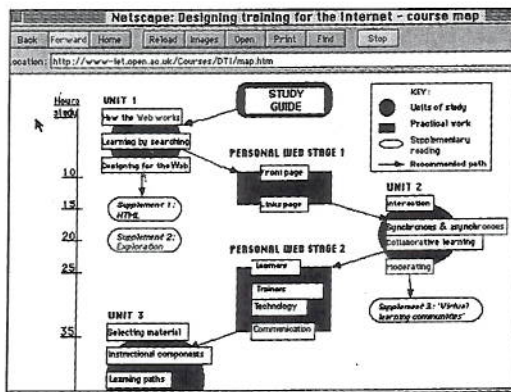 Netscape: Designing training for the Internet - course map
Back Forward Home Reload Images Open Print Find Stop
ocation: http://www-iet.open.ac.uk/Courses/DTI/map.htm
Hours
study
UNIT 1
How the Web works
Learning by searching
Designing for the Web
STUDY
GUIDE
KEY:
Units of study
Practical work
Supplementary
reading
Recommended path
PERSONAL WEB STAGE 1
Front page
Links page
10
15
20
25
35
Supplement 1:
HTML
Supplement 2:
Exploration
UNIT 2
Interaction
Synchronous & asynchronous
Collaborative learning
Moderating
Supplement 3: 'Virtual
learning communities'
PERSONAL WEB STAGE 2
Learners
Trainers
Technology
Communication
UNIT 3
Selecting material
Instructional components
Learning paths